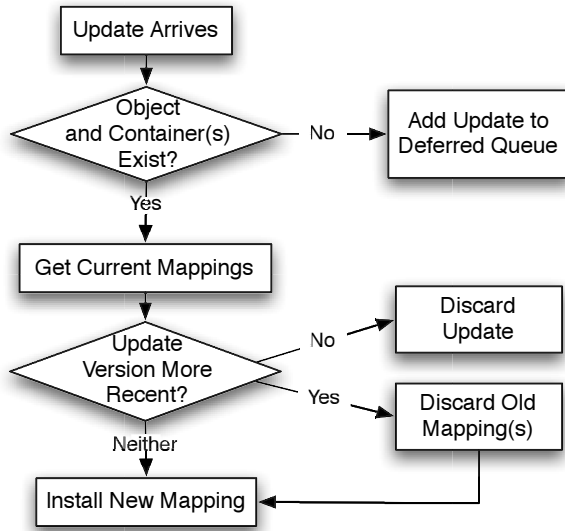 Update Arrives
Object
and Container(s)
Exist?
No
Add Update to
Deferred Queue
Yes
Get Current Mappings
Update
Version More
Recent?
No
Discard
Update
Yes
Discard Old
Mapping(s)
Neither
Install New Mapping